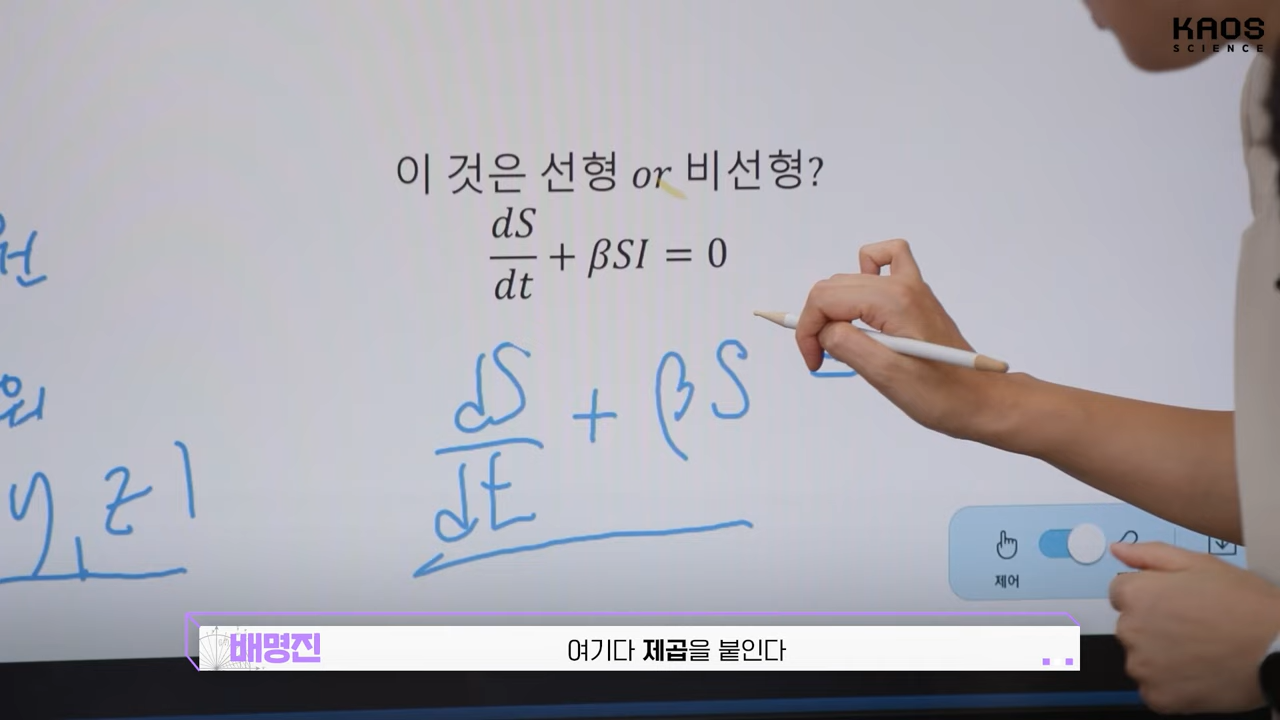 KAOS
SCIENCE
이 것은 선형 or 비선형?
dS
dt
+ βSI = 0
dS
dt
+ βS =
원
y, z)
제어
배명진
여기다 제곱을 붙인다